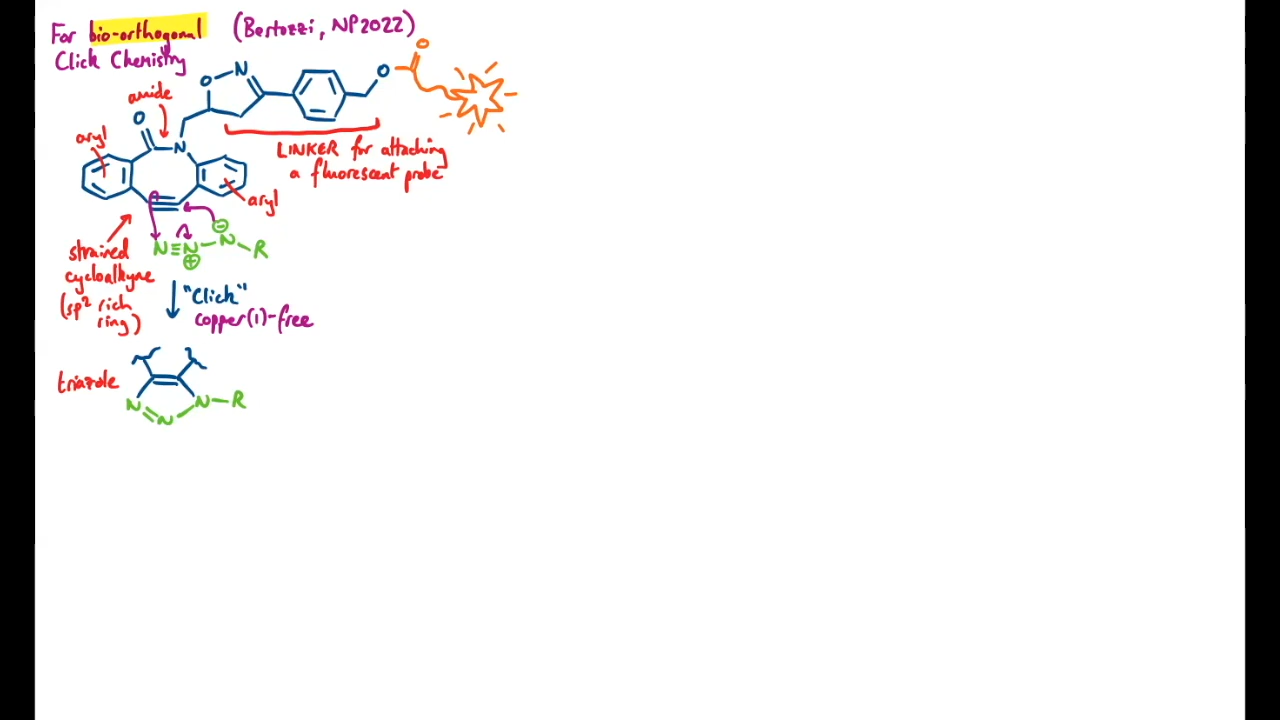 For bio-orthogonal (Bertozzi, NP2022)
Click Chemistry
O
O N
O
amide
O
aryl
N
LINKER for attaching
a fluorescent probe
aryl
⊖
N≡N-N-R
⊕
strained
cycloalkyne
(sp² rich
ring)
"Click"
copper(I)-free
triazole
N=N-N-R